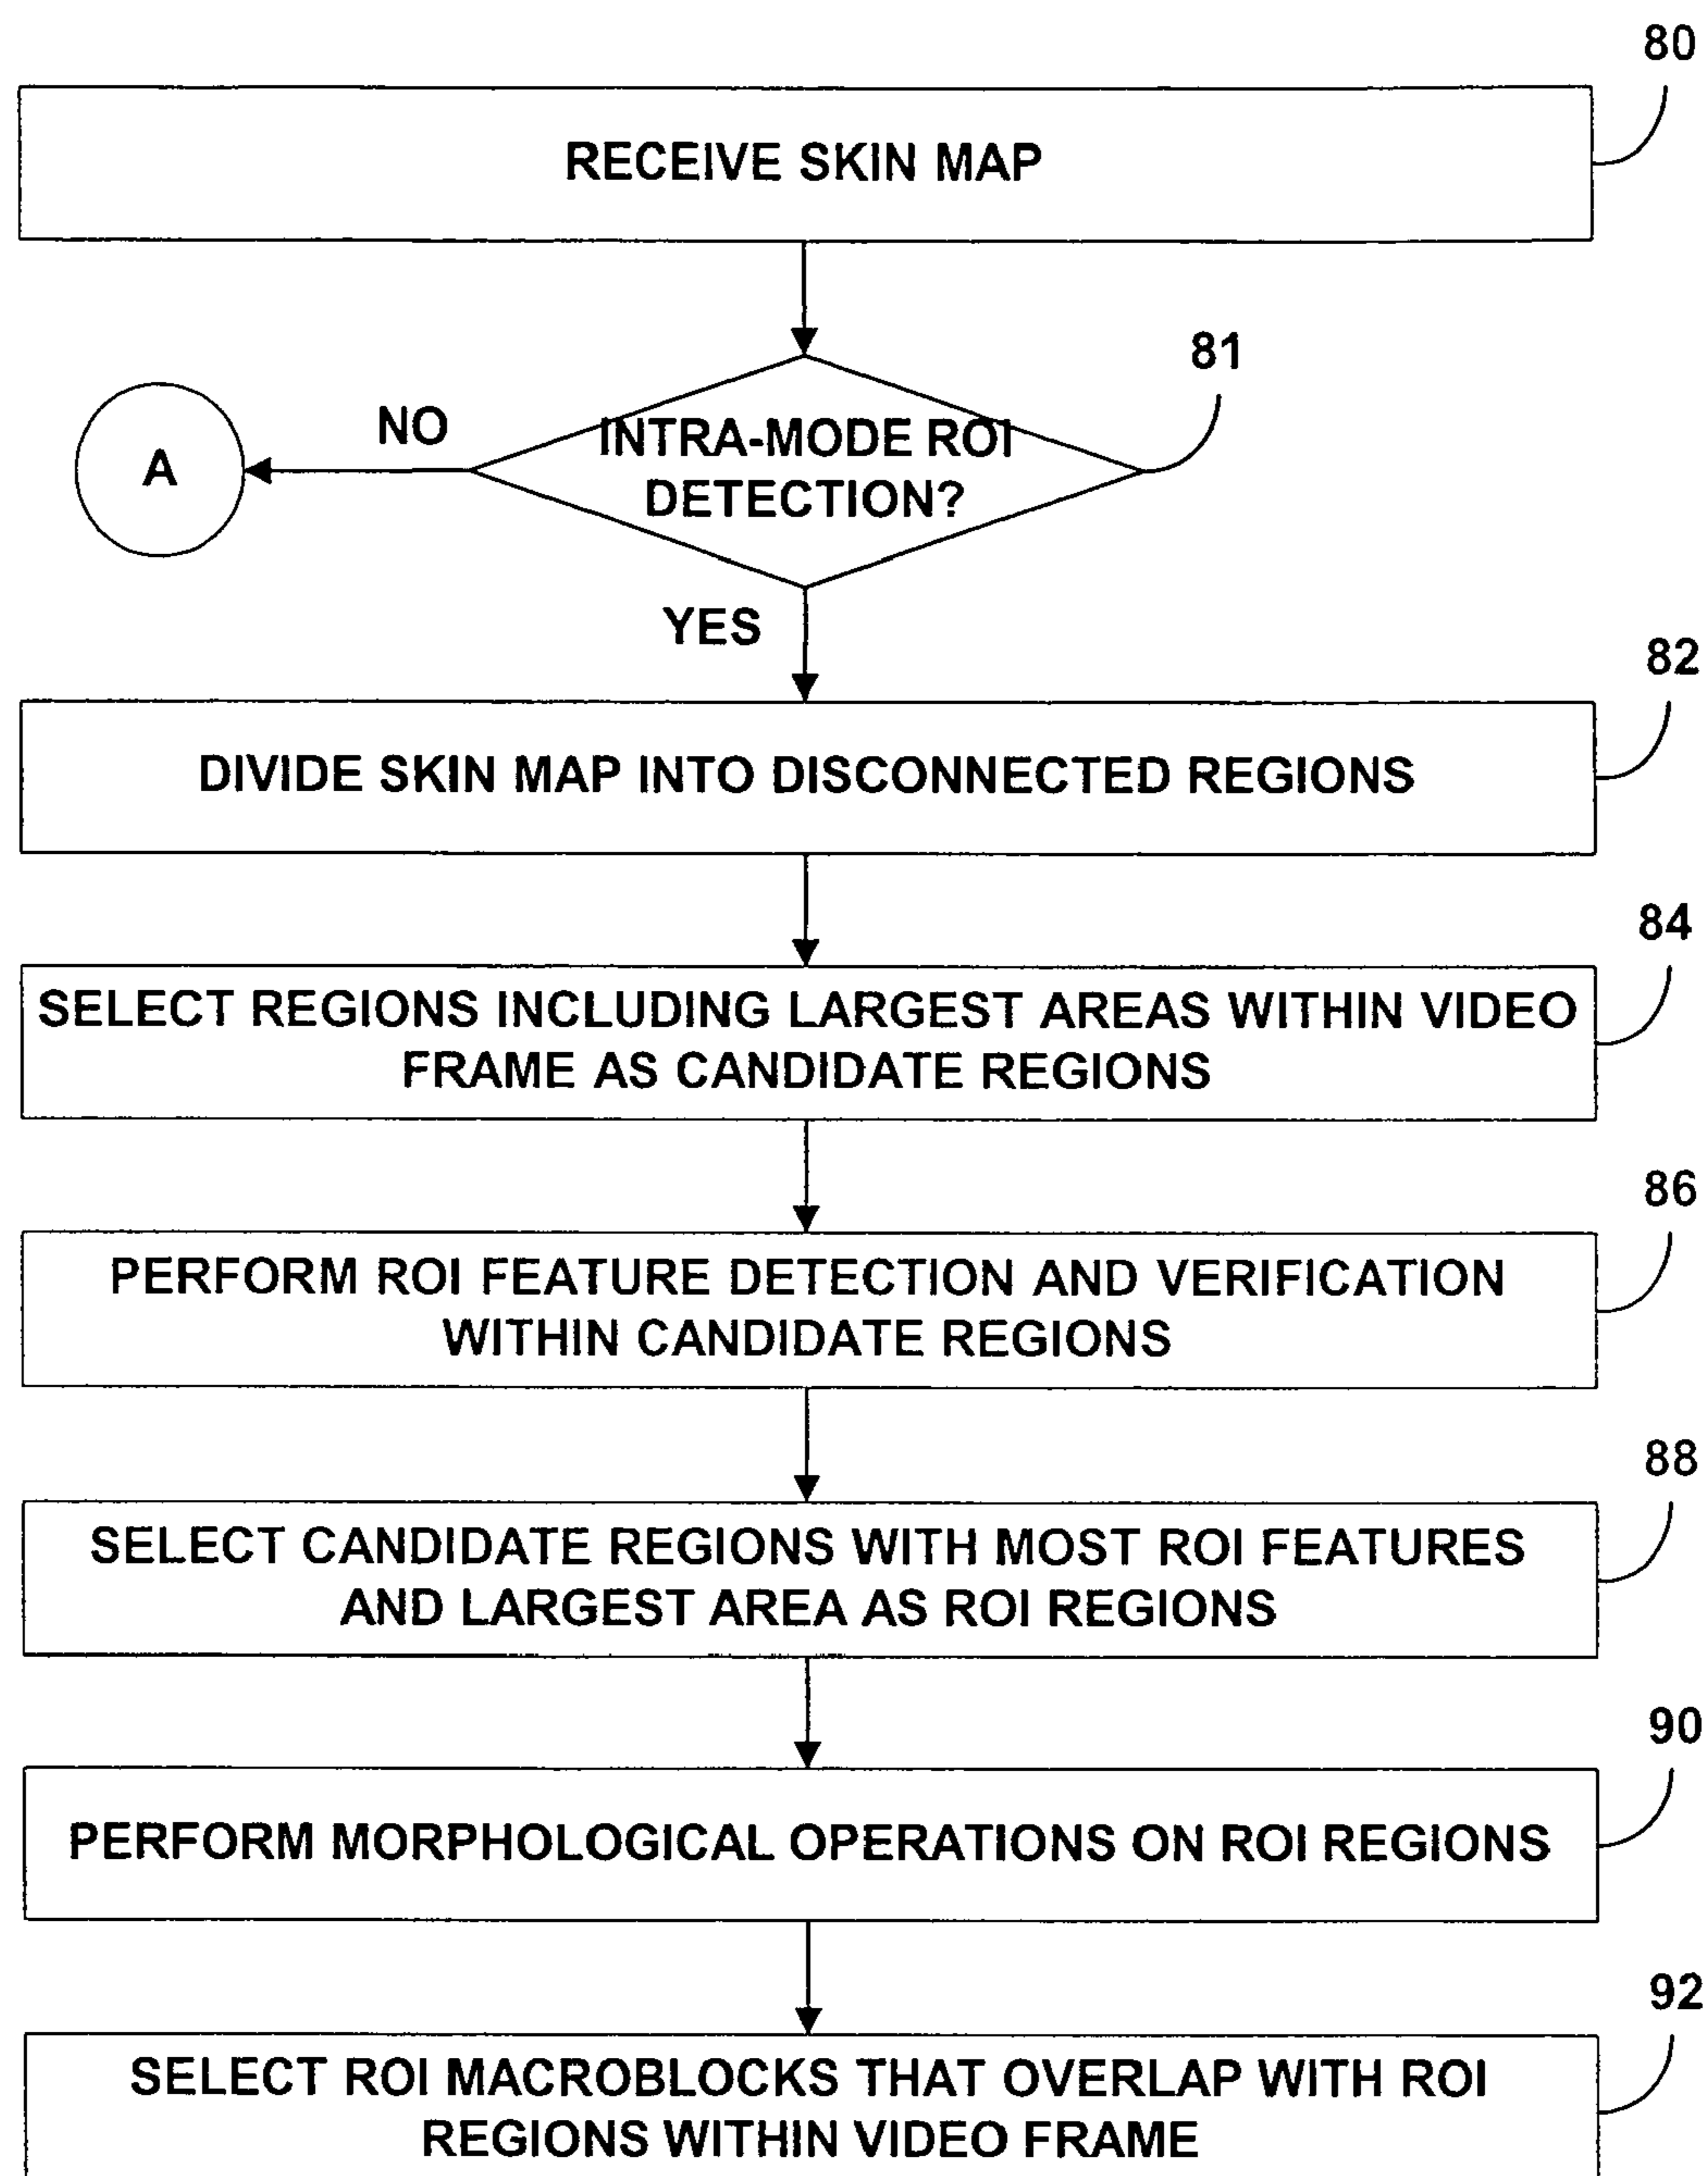 80
RECEIVE SKIN MAP
81
NO
A
INTRA-MODE ROI
DETECTION?
YES
82
DIVIDE SKIN MAP INTO DISCONNECTED REGIONS
84
SELECT REGIONS INCLUDING LARGEST AREAS WITHIN VIDEO
FRAME AS CANDIDATE REGIONS
86
PERFORM ROI FEATURE DETECTION AND VERIFICATION
WITHIN CANDIDATE REGIONS
88
SELECT CANDIDATE REGIONS WITH MOST ROI FEATURES
AND LARGEST AREA AS ROI REGIONS
90
PERFORM MORPHOLOGICAL OPERATIONS ON ROI REGIONS
92
SELECT ROI MACROBLOCKS THAT OVERLAP WITH ROI
REGIONS WITHIN VIDEO FRAME